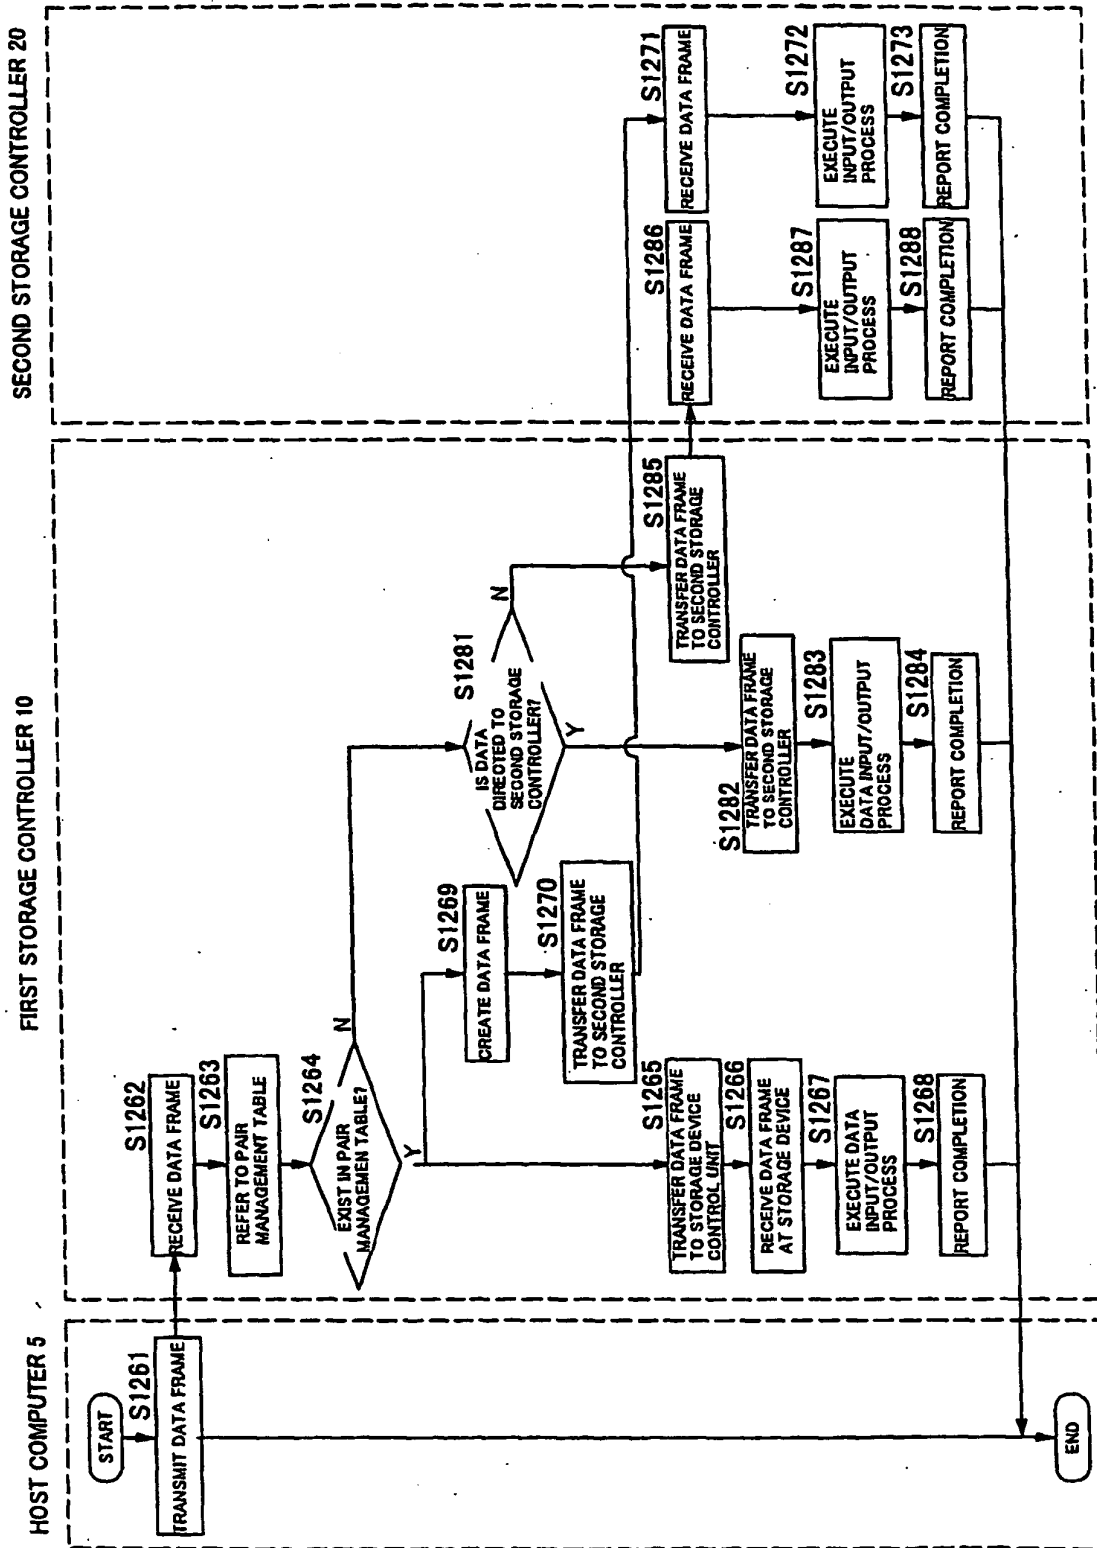 HOST COMPUTER 5
START
S1261
TRANSMIT DATA FRAME
END
FIRST STORAGE CONTROLLER 10
S1262
RECEIVE DATA FRAME
S1263
REFER TO PAIR
MANAGEMENT TABLE
S1264
EXIST IN PAIR
MANAGEMEN TABLE?
N
Y
S1265
TRANSFER DATA FRAME
TO STORAGE DEVICE
CONTROL UNIT
S1266
RECEIVE DATA FRAME
AT STORAGE DEVICE
S1267
EXECUTE DATA
INPUT/OUTPUT
PROCESS
S1268
REPORT COMPLETION
S1269
CREATE DATA FRAME
S1270
TRANSFER DATA FRAME
TO SECOND STORAGE
CONTROLLER
S1281
IS DATA
DIRECTED TO
SECOND STORAGE
CONTROLLER?
N
Y
S1282
TRANSFER DATA FRAME
TO SECOND STORAGE
CONTROLLER
S1283
EXECUTE
DATA INPUT/OUTPUT
PROCESS
S1284
REPORT COMPLETION
S1285
TRANSFER DATA FRAME
TO SECOND STORAGE
CONTROLLER
SECOND STORAGE CONTROLLER 20
S1286
RECEIVE DATA FRAME
S1287
EXECUTE
INPUT/OUTPUT
PROCESS
S1288
REPORT COMPLETION
S1271
RECEIVE DATA FRAME
S1272
EXECUTE
INPUT/OUTPUT
PROCESS
S1273
REPORT COMPLETION